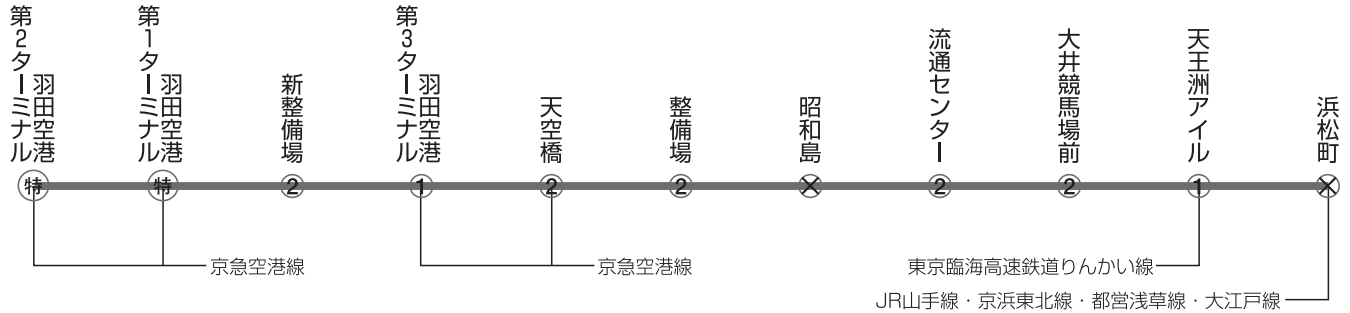 羽田空港
第2ターミナル
羽田空港
第1ターミナル
新整備場
羽田空港
第3ターミナル
天空橋
整備場
昭和島
流通センター
大井競馬場前
天王洲アイル
浜松町
特
特
2
1
2
2
2
2
1
京急空港線
京急空港線
東京臨海高速鉄道りんかい線
JR山手線・京浜東北線・都営浅草線・大江戸線